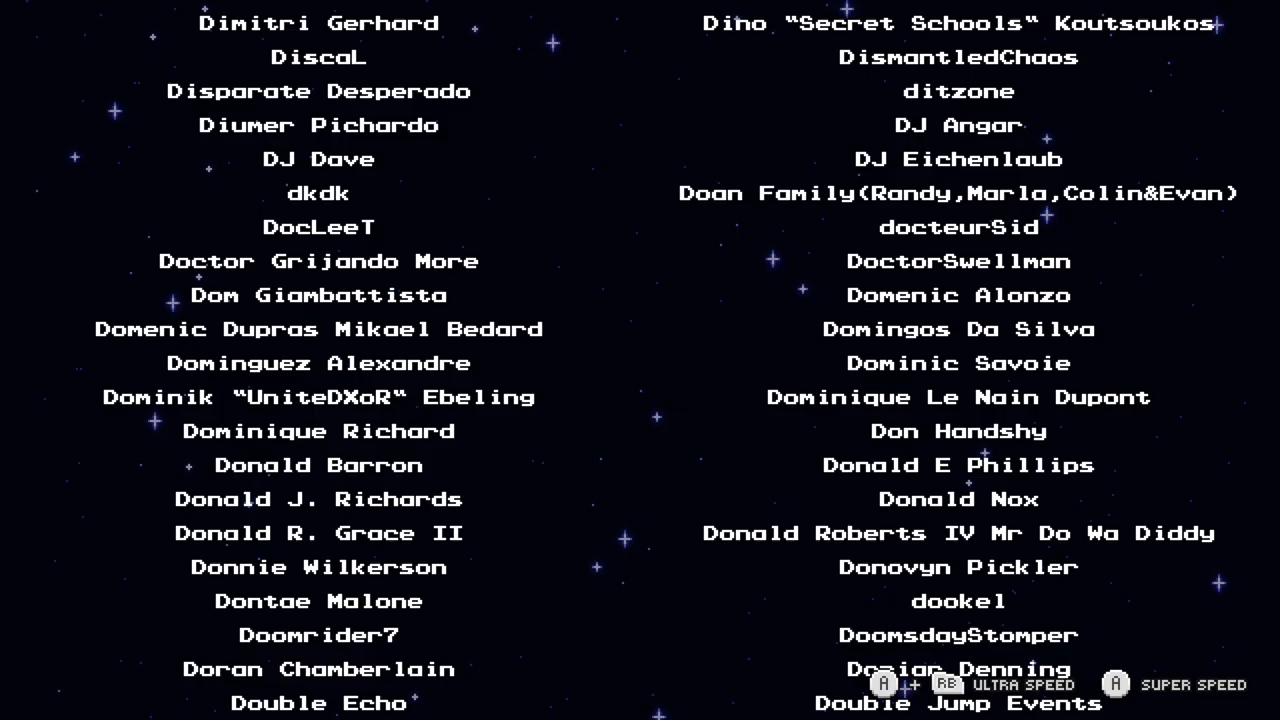 Dimitri Gerhard
Dino "Secret Schools" Koutsoukos
DiscaL
DismantledChaos
Disparate Desperado
ditzone
Diumer Pichardo
DJ Angar
DJ Dave
DJ Eichenlaub
dkdk
Doan Family(Randy,Marla,Colin&Evan)
DocLeeT
docteurSid
Doctor Grijando More
DoctorSwellman
Dom Giambattista
Domenic Alonzo
Domenic Dupras Mikael Bedard
Domingos Da Silva
Dominguez Alexandre
Dominic Savoie
Dominik "UniteDXoR" Ebeling
Dominique Le Nain Dupont
Dominique Richard
Don Handshy
Donald Barron
Donald E Phillips
Donald J. Richards
Donald Nox
Donald R. Grace II
Donald Roberts IV Mr Do Wa Diddy
Donnie Wilkerson
Donovyn Pickler
Dontae Malone
dookel
Doomrider7
DoomsdayStomper
Doran Chamberlain
Dorian Denning
Double Echo
Double Jump Events
A + RB ULTRA SPEED A SUPER SPEED